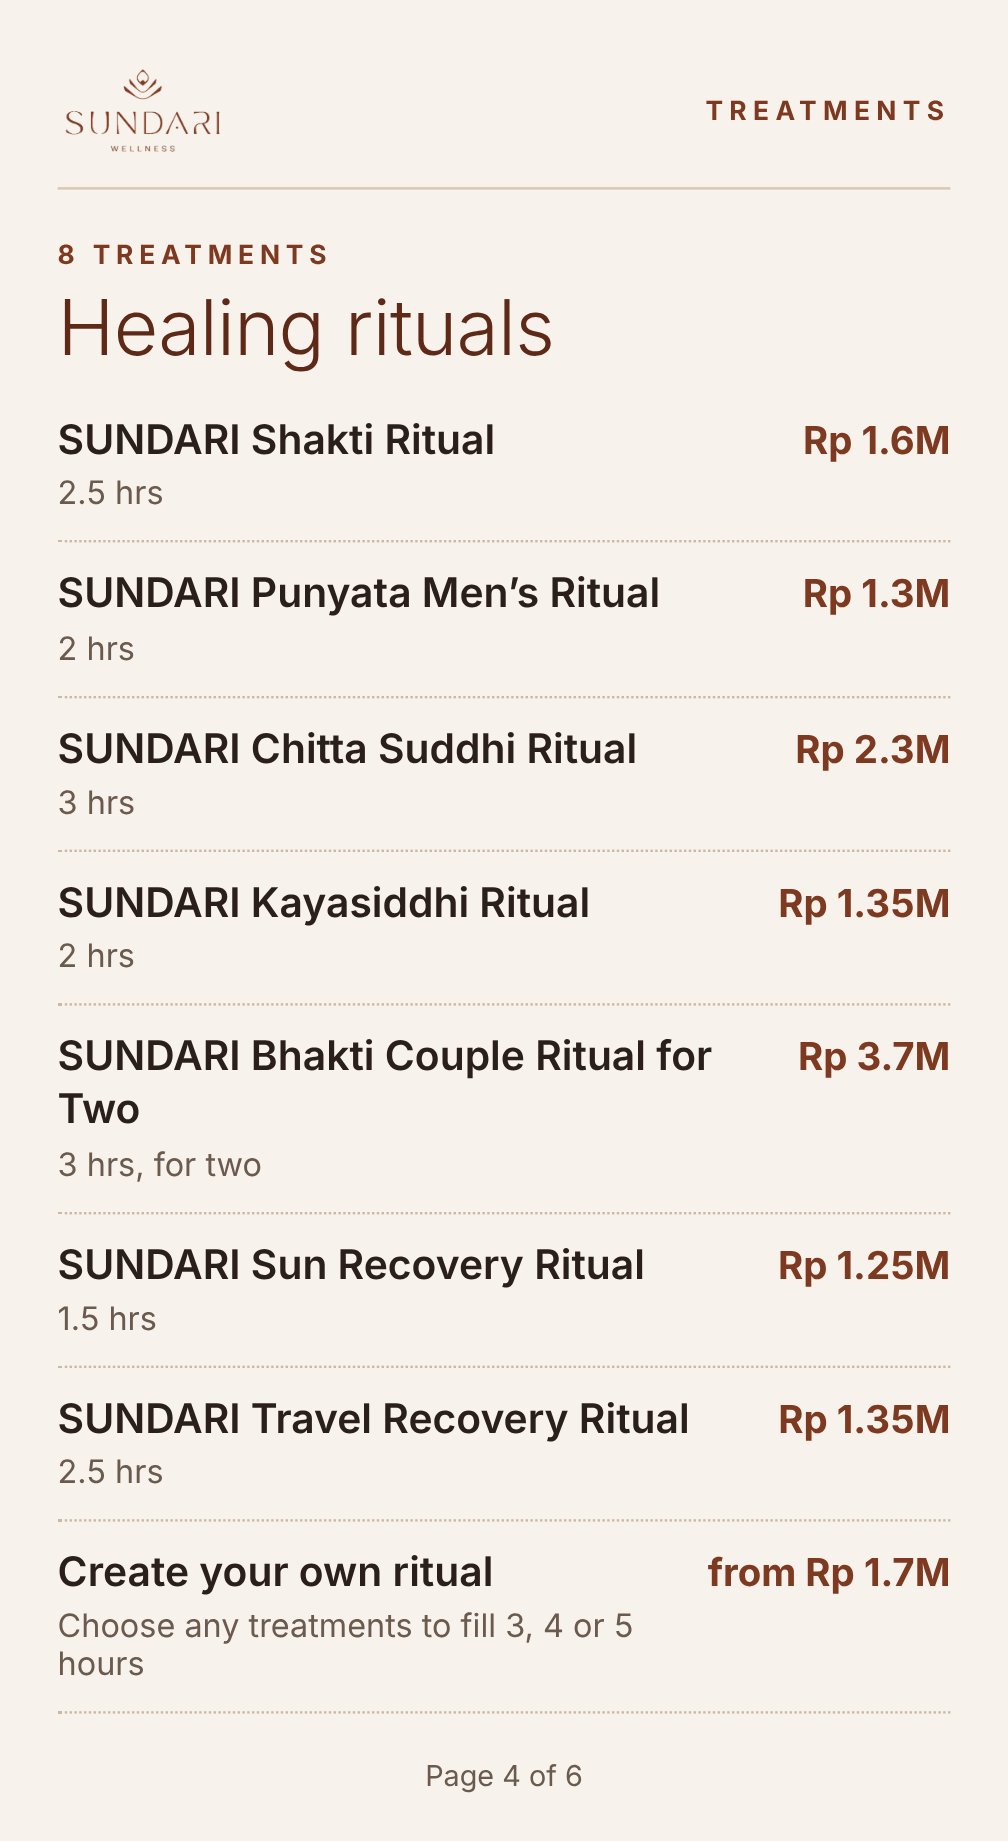 SUNDARI
WELLNESS
TREATMENTS
8 TREATMENTS
Healing rituals
SUNDARI Shakti Ritual Rp 1.6M
2.5 hrs
SUNDARI Punyata Men’s Ritual Rp 1.3M
2 hrs
SUNDARI Chitta Suddhi Ritual Rp 2.3M
3 hrs
SUNDARI Kayasiddhi Ritual Rp 1.35M
2 hrs
SUNDARI Bhakti Couple Ritual for Rp 3.7M
Two
3 hrs, for two
SUNDARI Sun Recovery Ritual Rp 1.25M
1.5 hrs
SUNDARI Travel Recovery Ritual Rp 1.35M
2.5 hrs
Create your own ritual from Rp 1.7M
Choose any treatments to fill 3, 4 or 5
hours
Page 4 of 6